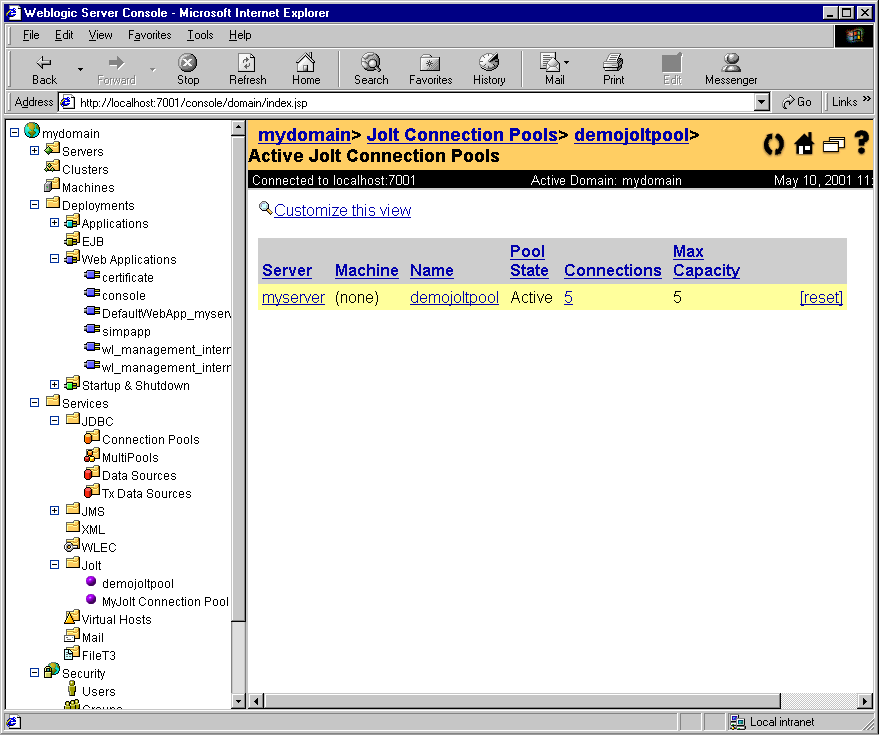 Weblogic Server Console - Microsoft Internet Explorer
File Edit View Favorites Tools Help
Back Forward Stop Refresh Home Search Favorites History Mail Print Edit Messenger
Address http://localhost:7001/console/domain/index.jsp Go Links »
mydomain
Servers
Clusters
Machines
Deployments
Applications
EJB
Web Applications
certificate
console
DefaultWebApp_myserv
simpapp
wl_management_interr
wl_management_interr
Startup & Shutdown
Services
JDBC
Connection Pools
MultiPools
Data Sources
Tx Data Sources
JMS
XML
WLEC
Jolt
demojoltpool
MyJolt Connection Pool
Virtual Hosts
Mail
FileT3
Security
Users
Groups
mydomain> Jolt Connection Pools> demojoltpool>
Active Jolt Connection Pools
?
Connected to localhost:7001 Active Domain: mydomain May 10, 2001 11:
Customize this view
Server Machine Name Pool State Connections Max Capacity
myserver (none) demojoltpool Active 5 5 [reset]
Local intranet